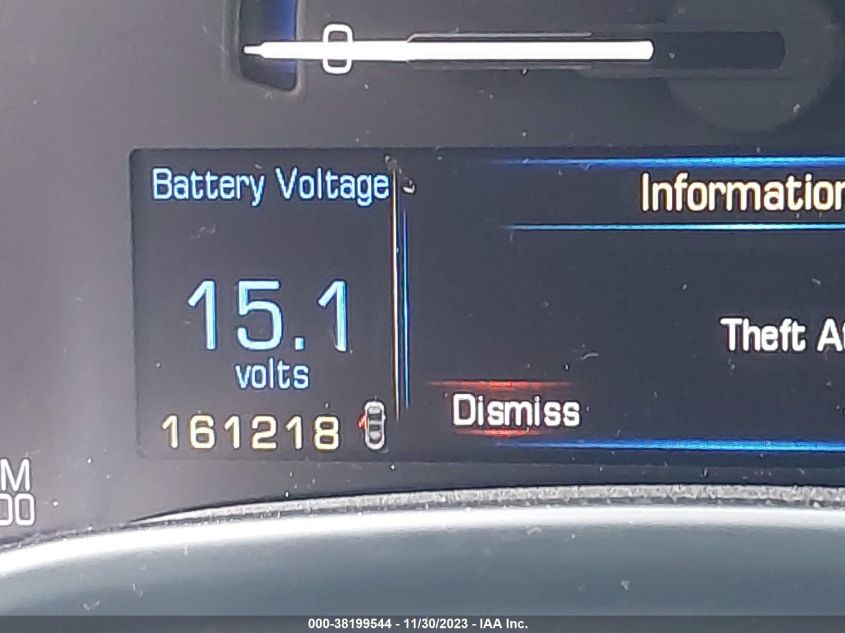 Battery Voltage
Information
15.1
Theft
volts
Dismiss
161218
000-38199544 - 11/30/2023 - IAA Inc.